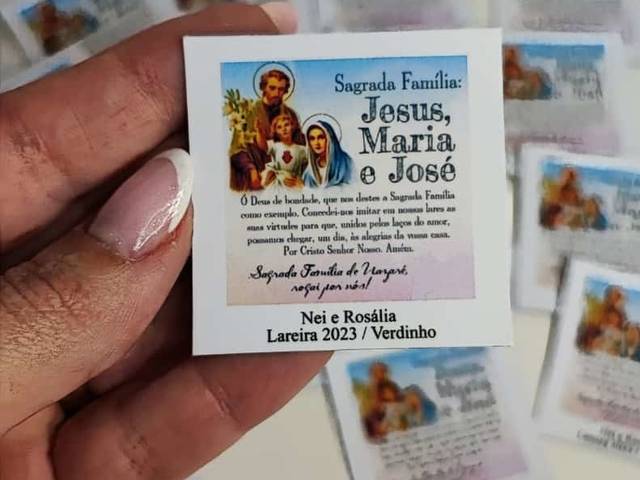 Sagrada Família:
Jesus,
Maria
e José
Ó Deus de bondade, que nos destes a Sagrada Família
como exemplo. Concedei-nos imitar em nossos lares as
suas virtudes para que, unidos pelos laços do amor,
possamos chegar, um dia, às alegrias da vossa casa.
Por Cristo Senhor Nosso. Amém.
Sagrada Família de Nazaré,
rogai por nós!
Nei e Rosália
Lareira 2023 / Verdinho